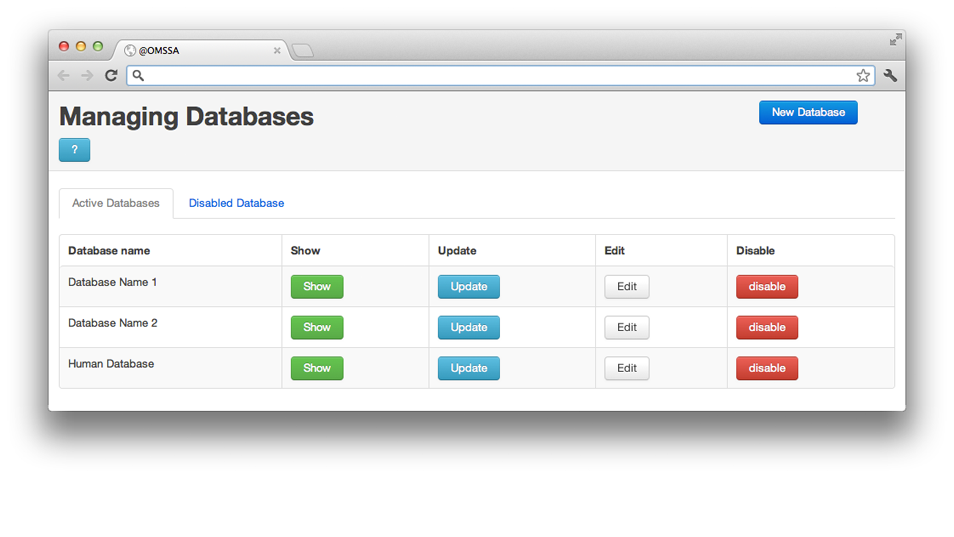 @OMSSA
Managing Databases
New Database
?
Active Databases Disabled Database
Database name Show Update Edit Disable
Database Name 1 Show Update Edit disable
Database Name 2 Show Update Edit disable
Human Database Show Update Edit disable